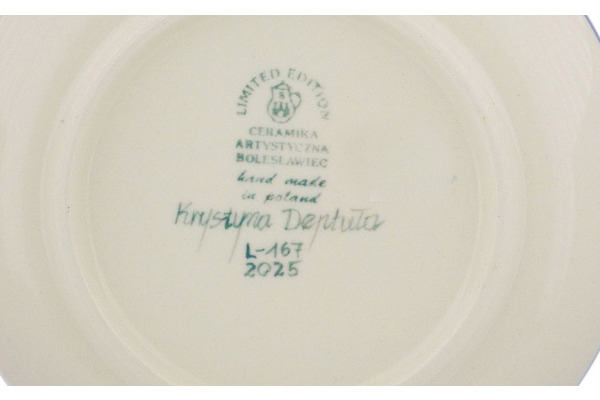 LIMITED EDITION
CERAMIKA
ARTYSTYCZNA
BOLESŁAWIEC
hand made
in poland
Krystyna Deptuła
L-167
2025